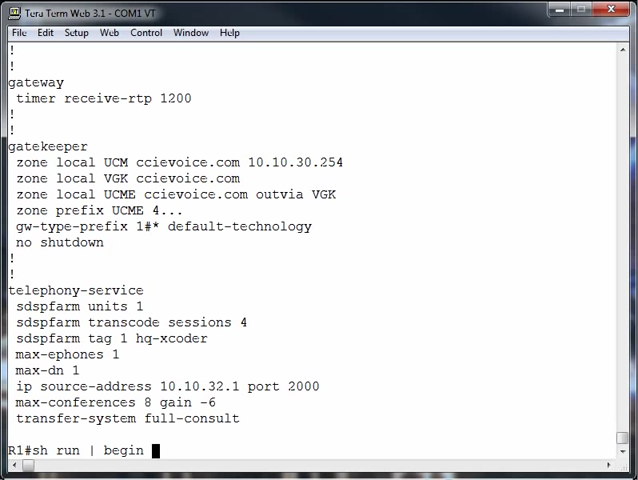 Tera Term Web 3.1 - COM1 VT
File Edit Setup Web Control Window Help
!
!
gateway
 timer receive-rtp 1200
!
!
gatekeeper
 zone local UCM ccievoice.com 10.10.30.254
 zone local VGK ccievoice.com
 zone local UCME ccievoice.com outvia VGK
 zone prefix UCME 4...
 gw-type-prefix 1#* default-technology
 no shutdown
!
!
telephony-service
 sdspfarm units 1
 sdspfarm transcode sessions 4
 sdspfarm tag 1 hq-xcoder
 max-ephones 1
 max-dn 1
 ip source-address 10.10.32.1 port 2000
 max-conferences 8 gain -6
 transfer-system full-consult
R1#sh run | begin